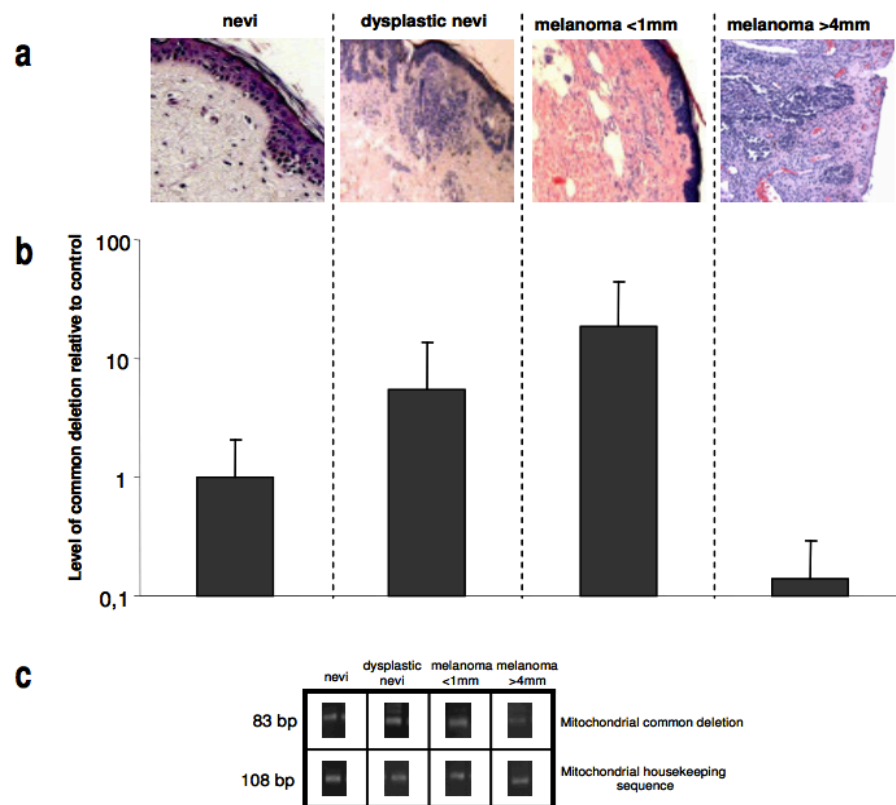 nevi
dysplastic nevi
melanoma <1mm
melanoma >4mm
a
b
Level of common deletion relative to control
100
10
1
0,1
c
nevi
dysplastic
nevi
melanoma
<1mm
melanoma
>4mm
83 bp
Mitochondrial common deletion
108 bp
Mitochondrial housekeeping
sequence